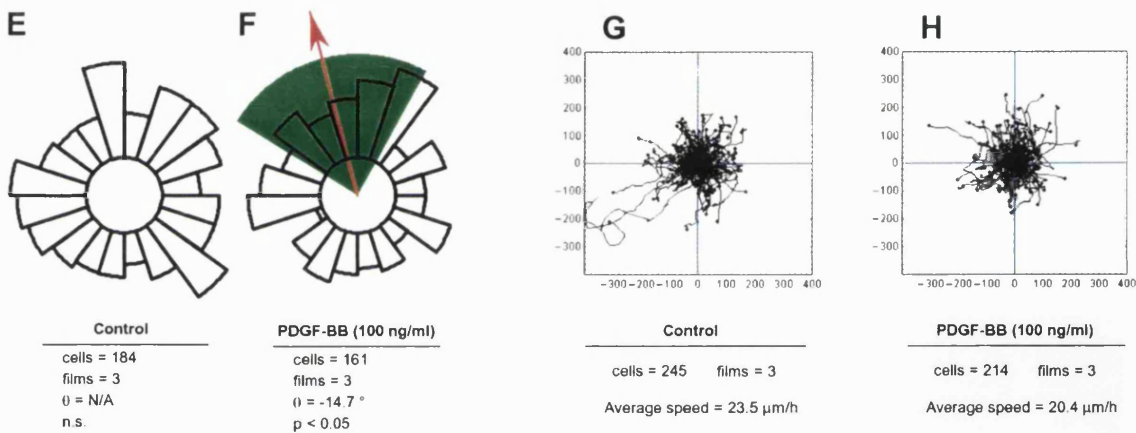 E
F
G
H
400
300
200
100
0
-100
-200
-300
-300 -200 -100 0 100 200 300 400
400
300
200
100
0
-100
-200
-300
-300 -200 -100 0 100 200 300 400
Control
cells = 184
films = 3
θ = N/A
n.s.
PDGF-BB (100 ng/ml)
cells = 161
films = 3
θ = -14.7 °
p < 0.05
Control
cells = 245 films = 3
Average speed = 23.5 µm/h
PDGF-BB (100 ng/ml)
cells = 214 films = 3
Average speed = 20.4 µm/h